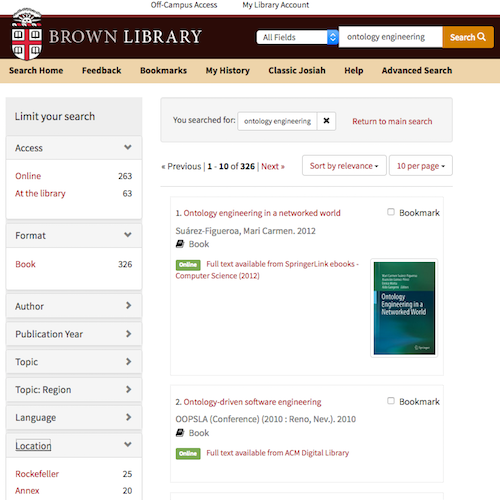 Off-Campus Access My Library Account
BROWN LIBRARY All Fields ontology engineering Search
Search Home Feedback Bookmarks My History Classic Josiah Help Advanced Search
Limit your search
Access
Online 263
At the library 63
Format
Book 326
Author
Publication Year
Topic
Topic: Region
Language
Location
Rockefeller 25
Annex 20
You searched for: ontology engineering ✖ Return to main search
« Previous | 1 - 10 of 326 | Next » Sort by relevance 10 per page
1. Ontology engineering in a networked world Bookmark
Suárez-Figueroa, Mari Carmen. 2012
Book
Online Full text available from SpringerLink ebooks -
Computer Science (2012)
Ontology
Engineering in a
Networked World
2. Ontology-driven software engineering Bookmark
OOPSLA (Conference) (2010 : Reno, Nev.). 2010
Book
Online Full text available from ACM Digital Library